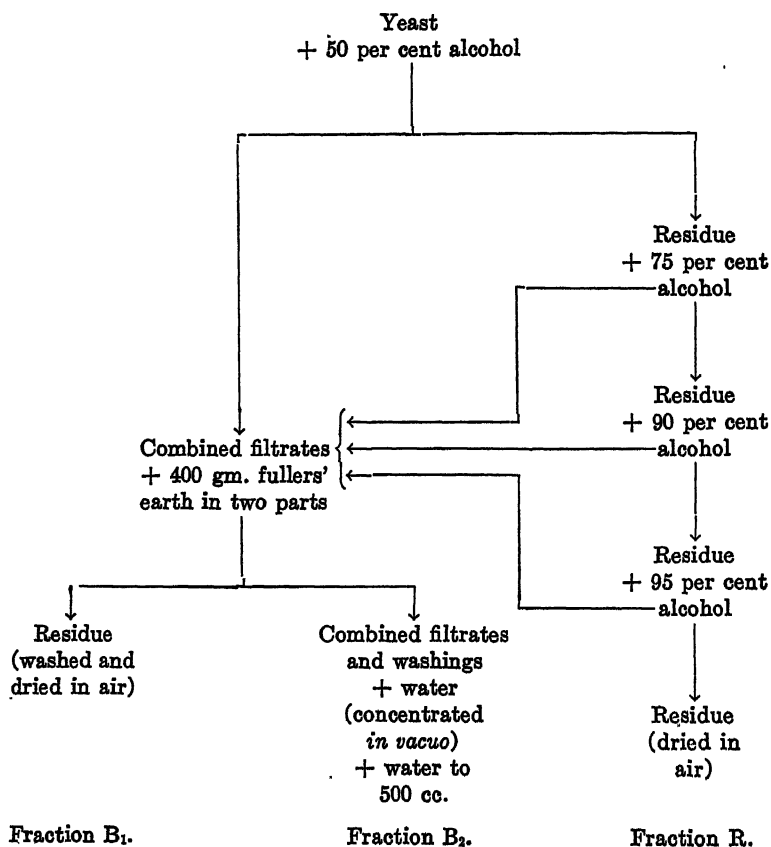 Yeast
+ 50 per cent alcohol
Residue
+ 75 per cent
alcohol
Residue
+ 90 per cent
alcohol
Combined filtrates
+ 400 gm. fullers'
earth in two parts
Residue
+ 95 per cent
alcohol
Residue
(washed and
dried in air)
Combined filtrates
and washings
+ water
(concentrated
in vacuo)
+ water to
500 cc.
Residue
(dried in
air)
Fraction B₁.
Fraction B₂.
Fraction R.